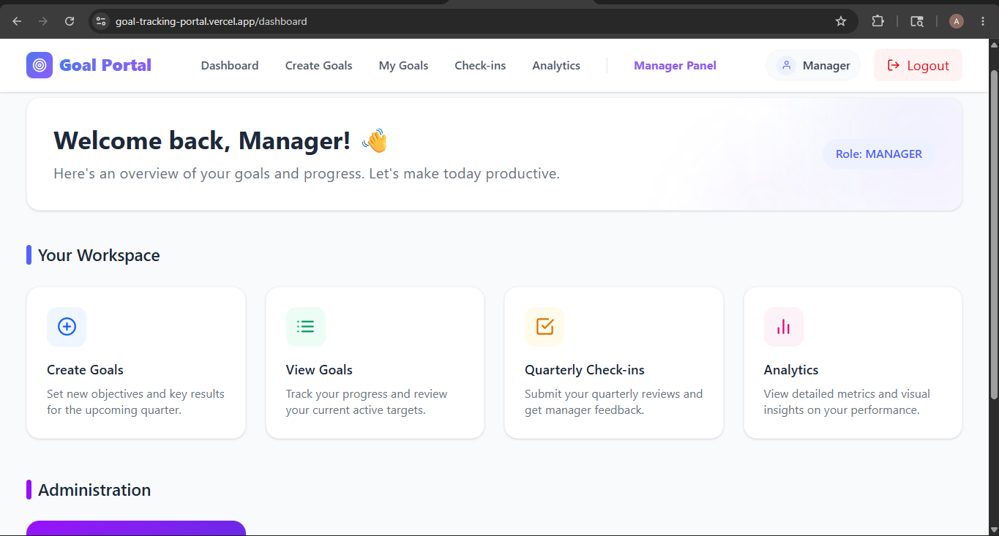 goal-tracking-portal.vercel.app/dashboard
A
Goal Portal
Dashboard
Create Goals
My Goals
Check-ins
Analytics
Manager Panel
Manager
Logout
Welcome back, Manager! 👋
Here's an overview of your goals and progress. Let's make today productive.
Role: MANAGER
Your Workspace
Create Goals
Set new objectives and key results
for the upcoming quarter.
View Goals
Track your progress and review
your current active targets.
Quarterly Check-ins
Submit your quarterly reviews and
get manager feedback.
Analytics
View detailed metrics and visual
insights on your performance.
Administration